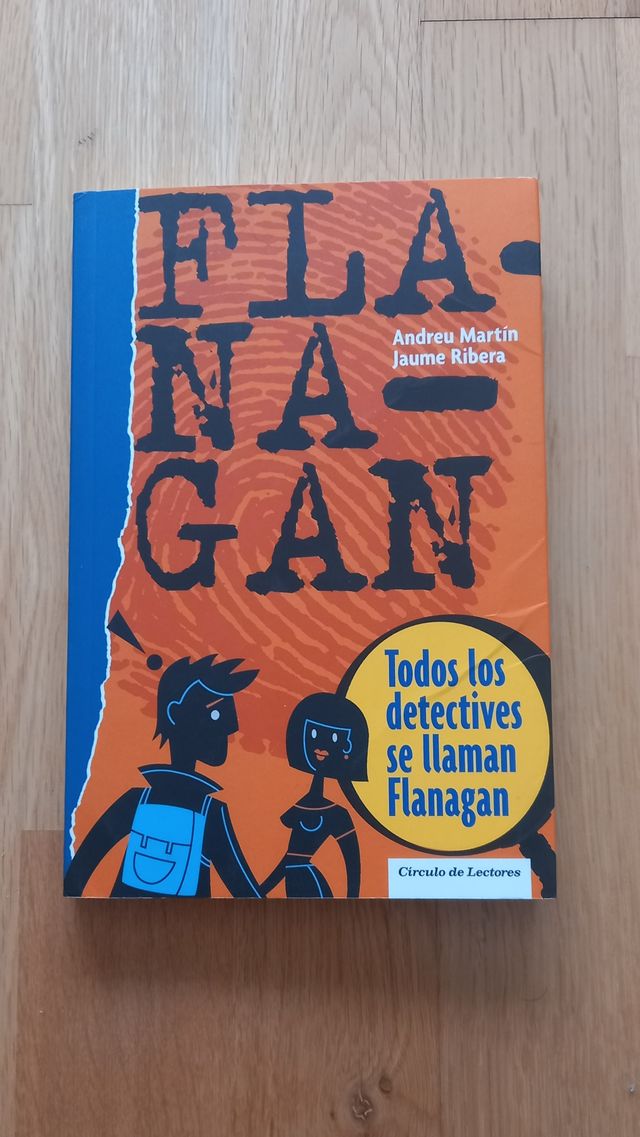 FLA-
NA-
GAN
Andreu Martín
Jaume Ribera
Todos los
detectives
se llaman
Flanagan
Círculo de Lectores